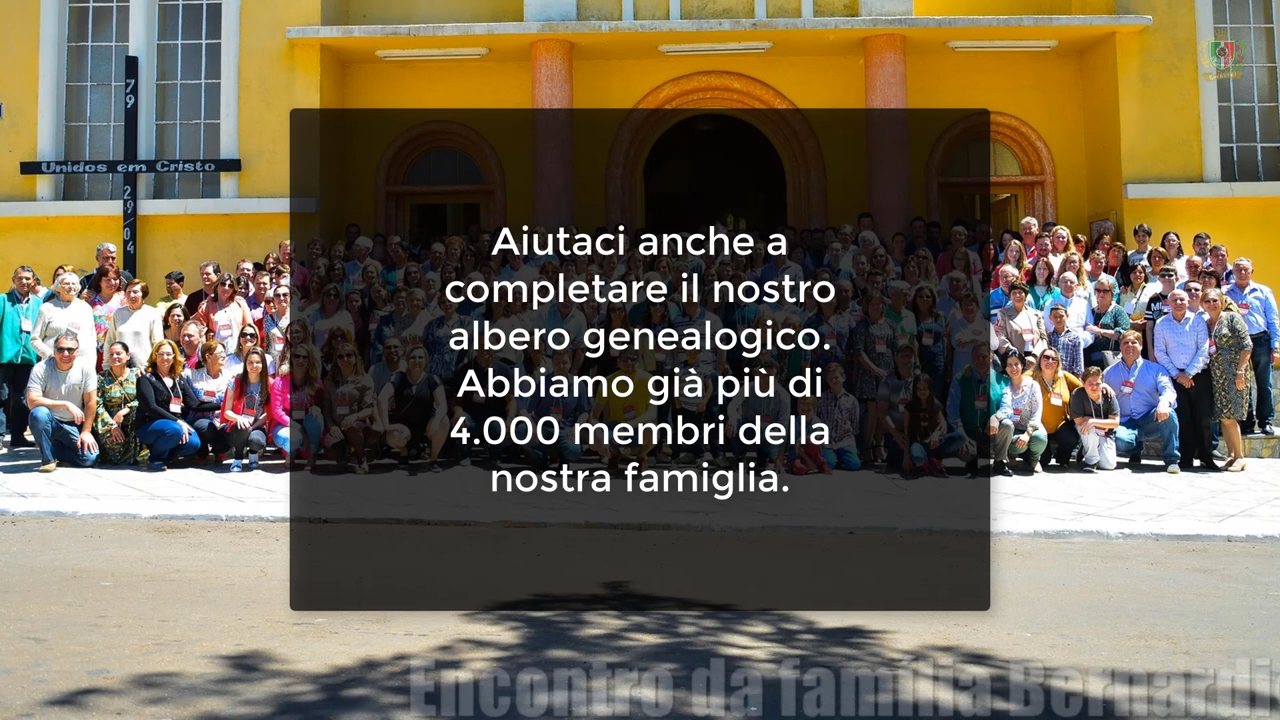 79
Unidos em Cristo
29/04
Aiutaci anche a
completare il nostro
albero genealogico.
Abbiamo già più di
4.000 membri della
nostra famiglia.
Encontro da família Bernardi